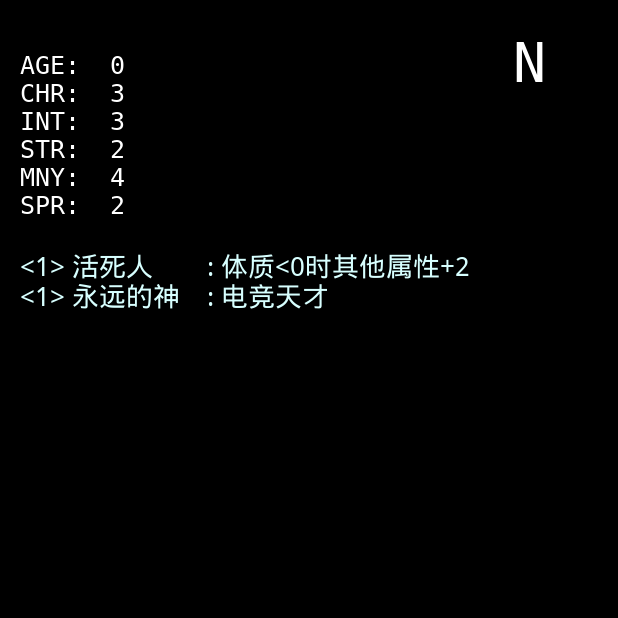 N
AGE: 0
CHR: 3
INT: 3
STR: 2
MNY: 4
SPR: 2
<1> 活死人 : 体质<0时其他属性+2
<1> 永远的神 : 电竞天才